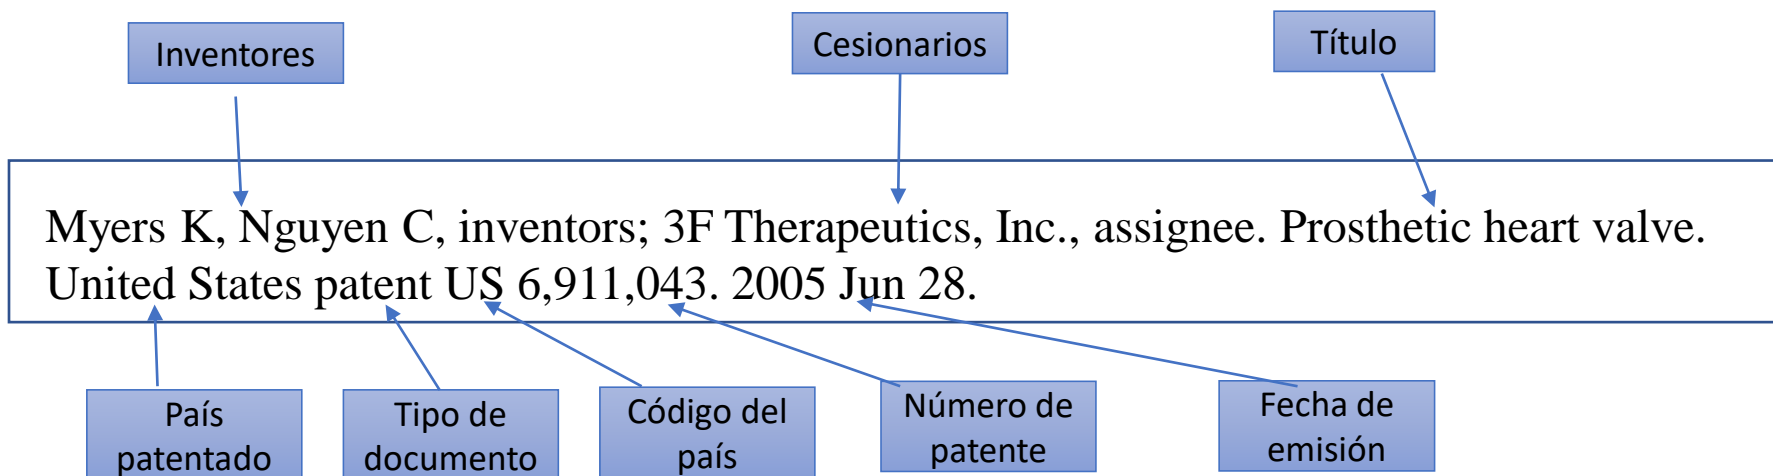 Inventores
Cesionarios
Título
Myers K, Nguyen C, inventors; 3F Therapeutics, Inc., assignee. Prosthetic heart valve.
United States patent US 6,911,043. 2005 Jun 28.
País
patentado
Tipo de
documento
Código del
país
Número de
patente
Fecha de
emisión